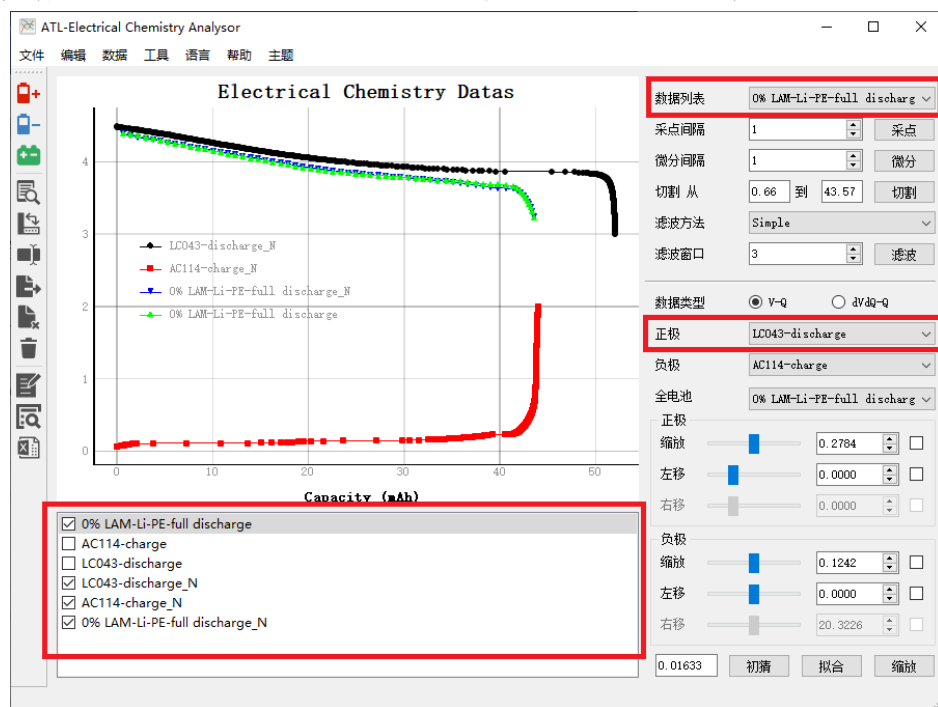 ATL-Electrical Chemistry Analysor
文件 编辑 数据 工具 语言 帮助 主题
Electrical Chemistry Datas
4
3
2
1
0
LC043-discharge_N
AC114-charge_N
0% LAM-Li-PE-full discharge_N
0% LAM-Li-PE-full discharge
0 10 20 30 40 50
Capacity (mAh)
0% LAM-Li-PE-full discharge
AC114-charge
LC043-discharge
LC043-discharge_N
AC114-charge_N
0% LAM-Li-PE-full discharge_N
数据列表 0% LAM-Li-PE-full discharg
采点间隔 1 采点
微分间隔 1 微分
切割 从 0.66 到 43.57 切割
滤波方法 Simple
滤波窗口 3 滤波
数据类型 V-Q dVdQ-Q
正极 LC043-discharge
负极 AC114-charge
全电池 0% LAM-Li-PE-full discharg
正极
缩放 0.2784
左移 0.0000
右移 0.0000
负极
缩放 0.1242
左移 0.0000
右移 20.3226
0.01633 初猜 拟合 缩放